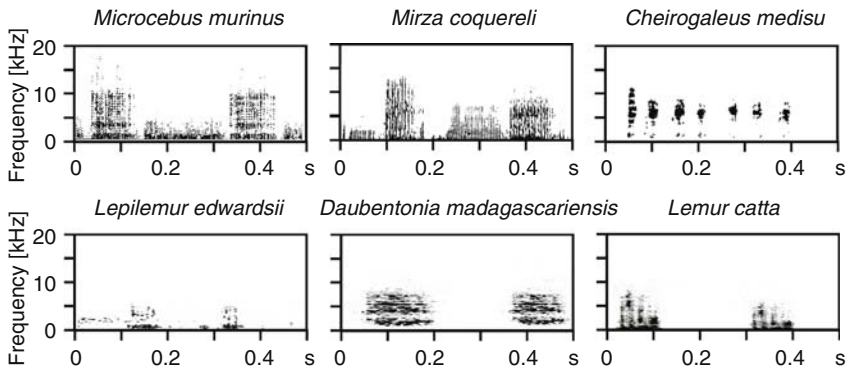 Microcebus murinus Mirza coquereli Cheirogaleus medisu
Frequency [kHz]
20
10
0
0 0.2 0.4 s 0 0.2 0.4 s 0 0.2 0.4 s
Lepilemur edwardsii Daubentonia madagascariensis Lemur catta
Frequency [kHz]
20
10
0
0 0.2 0.4 s 0 0.2 0.4 s 0 0.2 0.4 s